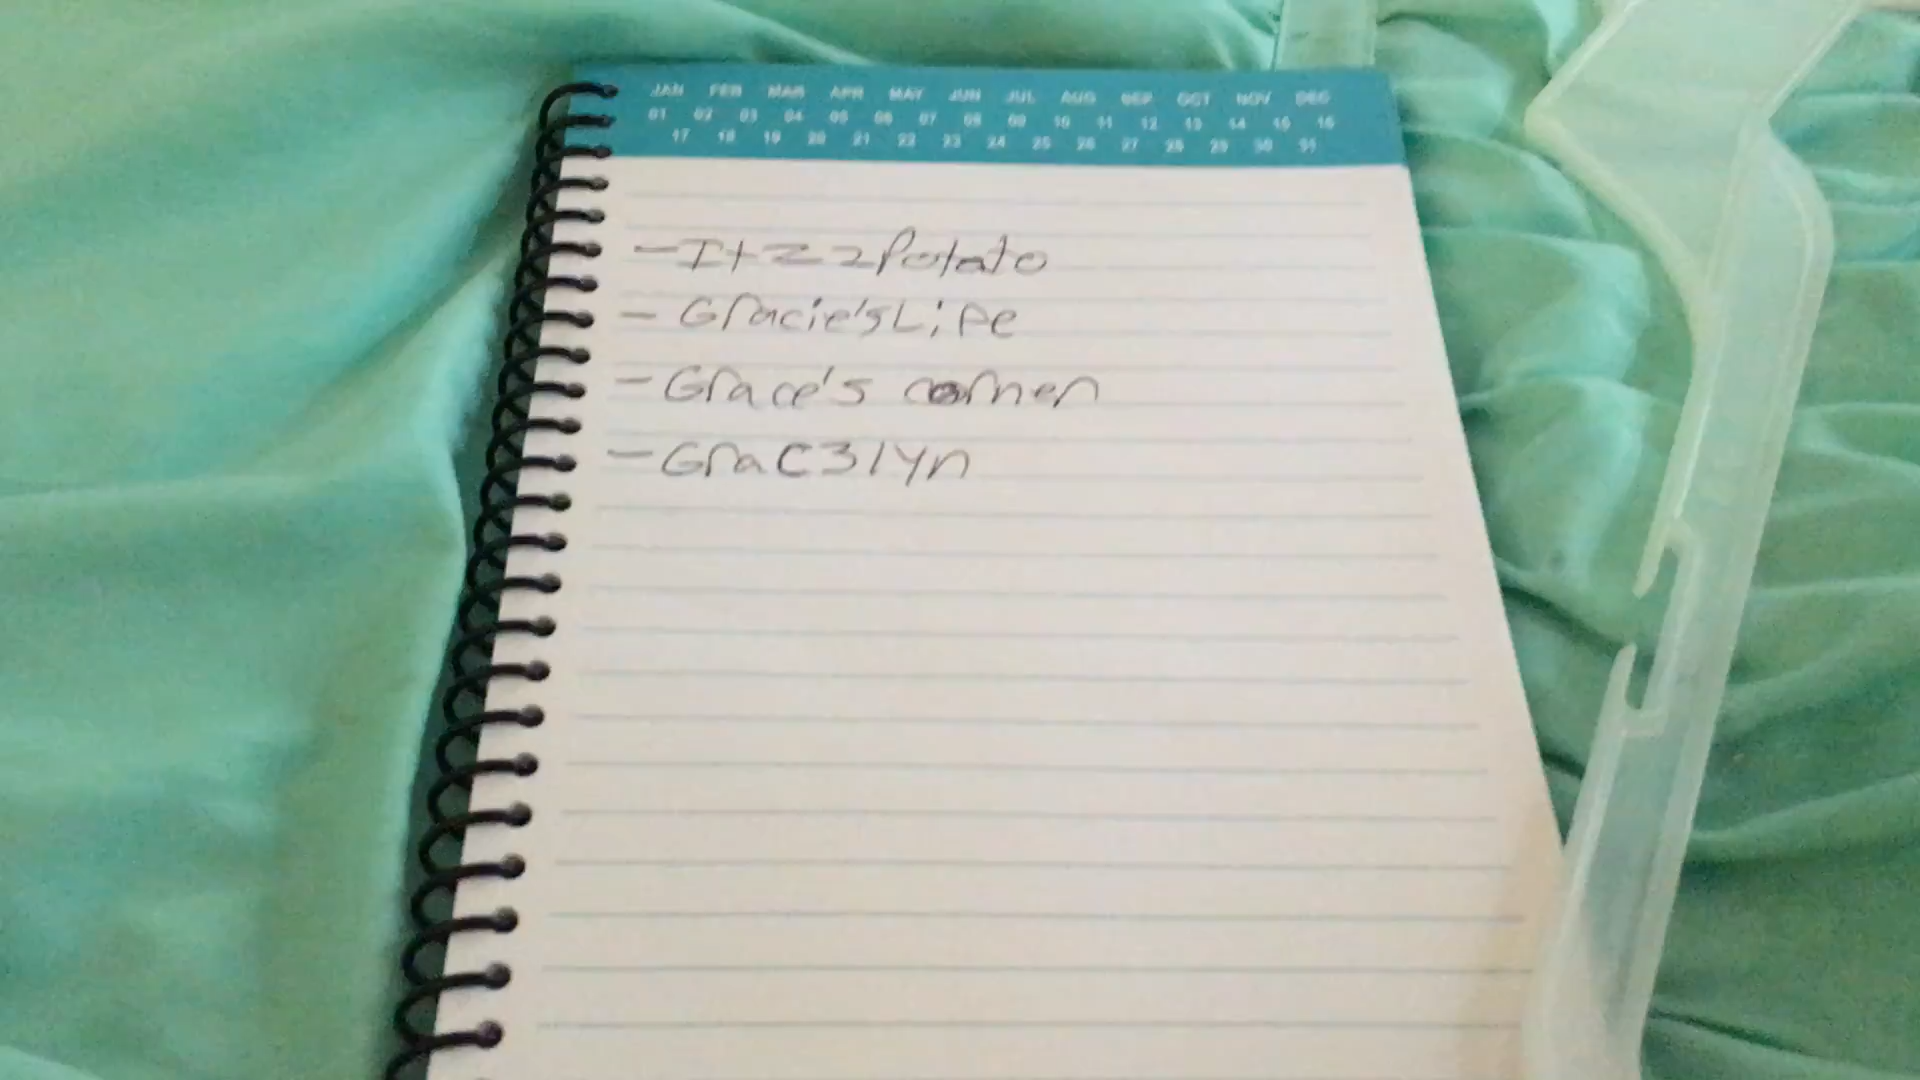 JAN FEB MAR APR MAY JUN JUL AUG SEP OCT NOV DEC
01 02 03 04 05 06 07 08 09 10 11 12 13 14 15 16
17 18 19 20 21 22 23 24 25 26 27 28 29 30 31
- Itzz2Potato
- Gracie'sLife
- Grace's corner
- GraC3lyn